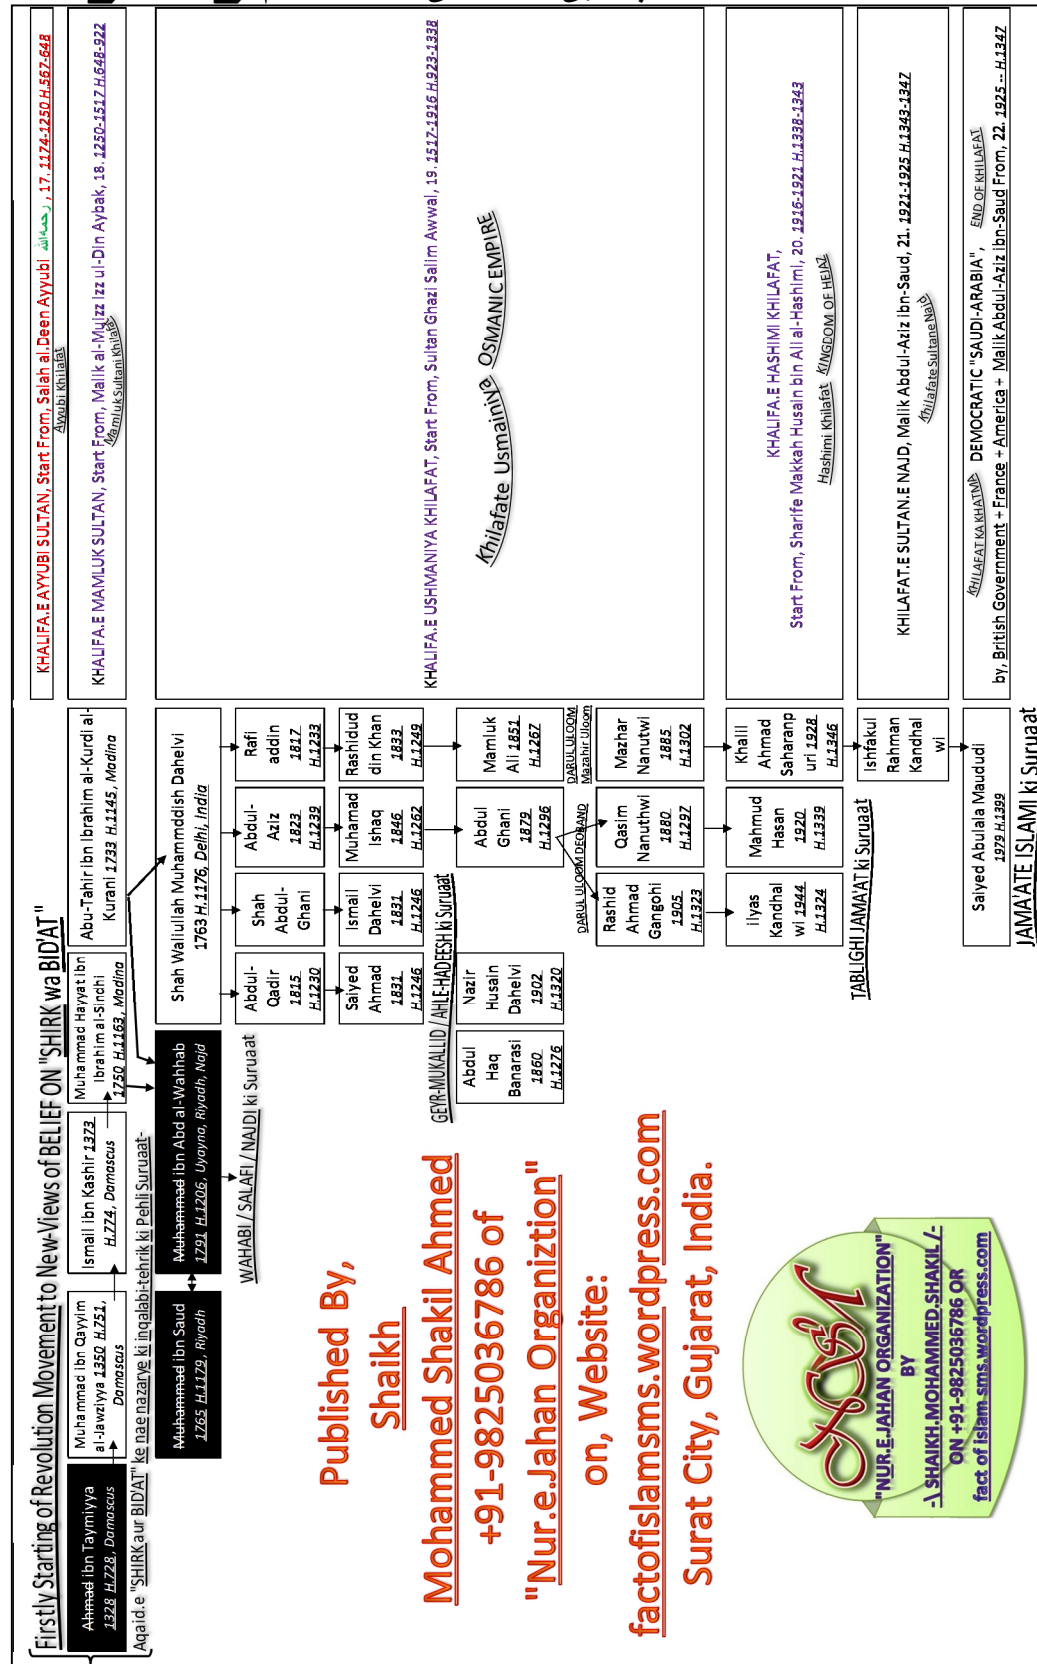 Firstly Starting of Revolution Movement to New-Views of BELIEF ON "SHIRK wa BID'AT"
Ahmad ibn Taymiyya
1328 H.728, Damascus
Muhammad ibn Qayyim
al-Jawziyya 1350 H.751,
Damascus
Ismail ibn Kashir 1373
H.774, Damascus
Muhammad Hayyat ibn
Ibrahim al-Sindhi
1750 H.1163, Madina
Abu-Tahir ibn Ibrahim al-Kurdi al-
Kurani 1733 H.1145, Madina
Aqaid.e "SHIRK aur BID'AT" ke nae nazarye ki inqalabi-tehrik ki Pehli Suruaat-
Muhammad ibn Saud
1765 H.1179, Riyadh
Muhammad ibn Abd al-Wahhab
1791 H.1206, Uyayna, Riyadh, Najd
Shah Waliullah Muhammddish Dahelvi
1763 H.1176, Delhi, India
WAHABI / SALAFI / NAJDI ki Suruaat
Abdul-
Qadir
1815
H.1230
Shah
Abdul-
Ghani
Abdul-
Aziz
1823
H.1239
Rafi
addin
1817
H.1233
Saiyed
Ahmad
1831
H.1246
Ismail
Dahelvi
1831
H.1246
Muhamad
Ishaq
1846
H.1262
Rashidud
din Khan
1833
H.1249
GEYR-MUKALLID / AHLE-HADEESH ki Suruaat
Abdul
Haq
Banarasi
1860
H.1276
Nazir
Husain
Dahelvi
1902
H.1320
Abdul
Ghani
1879
H.1296
Mamluk
Ali 1851
H.1267
DARUL ULOOM DEOBAND
DARUL ULOOM
Mazahir Uloom
Rashid
Ahmad
Gangohi
1905
H.1323
Qasim
Nanuthwi
1880
H.1297
Mazhar
Nanutwi
1885
H.1302
ilyas
Kandhal
wi 1944
H.1324
Mahmud
Hasan
1920
H.1339
Khalil
Ahmad
Saharanp
uri 1928
H.1346
TABLIGHI JAMA'AT ki Suruaat
Ishfakul
Rahman
Kandhal
wi
Saiyed Abulala Maududi
1979 H.1399
JAMA'ATE ISLAMI ki Suruaat
KHALIFA.E AYYUBI SULTAN, Start From, Salah al.Deen Ayyubi رحمه الله , 17. 1174-1250 H.567-648
Ayyubi Khilafat
KHALIFA.E MAMLUK SULTAN, Start From, Malik al-Muizz Izz ul-Din Aybak, 18. 1250-1517 H.648-922
Mamluk Sultani Khilafat
KHALIFA.E USHMANIYA KHILAFAT, Start From, Sultan Ghazi Salim Awwal, 19. 1517-1916 H.923-1338
Khilafate Usmainiya OSMANIC EMPIRE
KHALIFA.E HASHIMI KHILAFAT,
Start From, Sharife Makkah Husain bin Ali al-Hashimi, 20. 1916-1921 H.1338-1343
Hashimi Khilafat KINGDOM OF HEJAZ
KHILAFAT.E SULTAN.E NAJD, Malik Abdul-Aziz ibn-Saud, 21. 1921-1925 H.1343-1347
Khilafate Sultane Najd
KHILAFAT KA KHATMA DEMOCRATIC "SAUDI-ARABIA", END OF KHILAFAT
by, British Government + France + America + Malik Abdul-Aziz ibn-Saud From, 22. 1925 -- H.1347
Published By,
Shaikh
Mohammed Shakil Ahmed
+91-9825036786 of
"Nur.e.Jahan Organiztion"
on, Website:
factofislamsms.wordpress.com
Surat City, Gujarat, India.
"NUR.E.JAHAN ORGANIZATION"
BY
-\ SHAIKH.MOHAMMED.SHAKIL /-
ON +91-9825036786 OR
fact of islam sms.wordpress.com